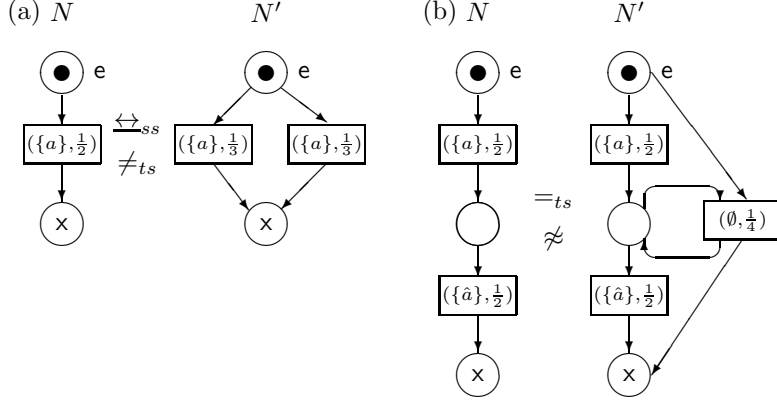 (a) N N′ (b) N N′
e e e e
({a},½) ↔ss ({a},⅓) ({a},⅓) ({a},½) ({a},½)
≠ts
x x =ts (∅,¼)
≉
({â},½) ({â},½)
x x